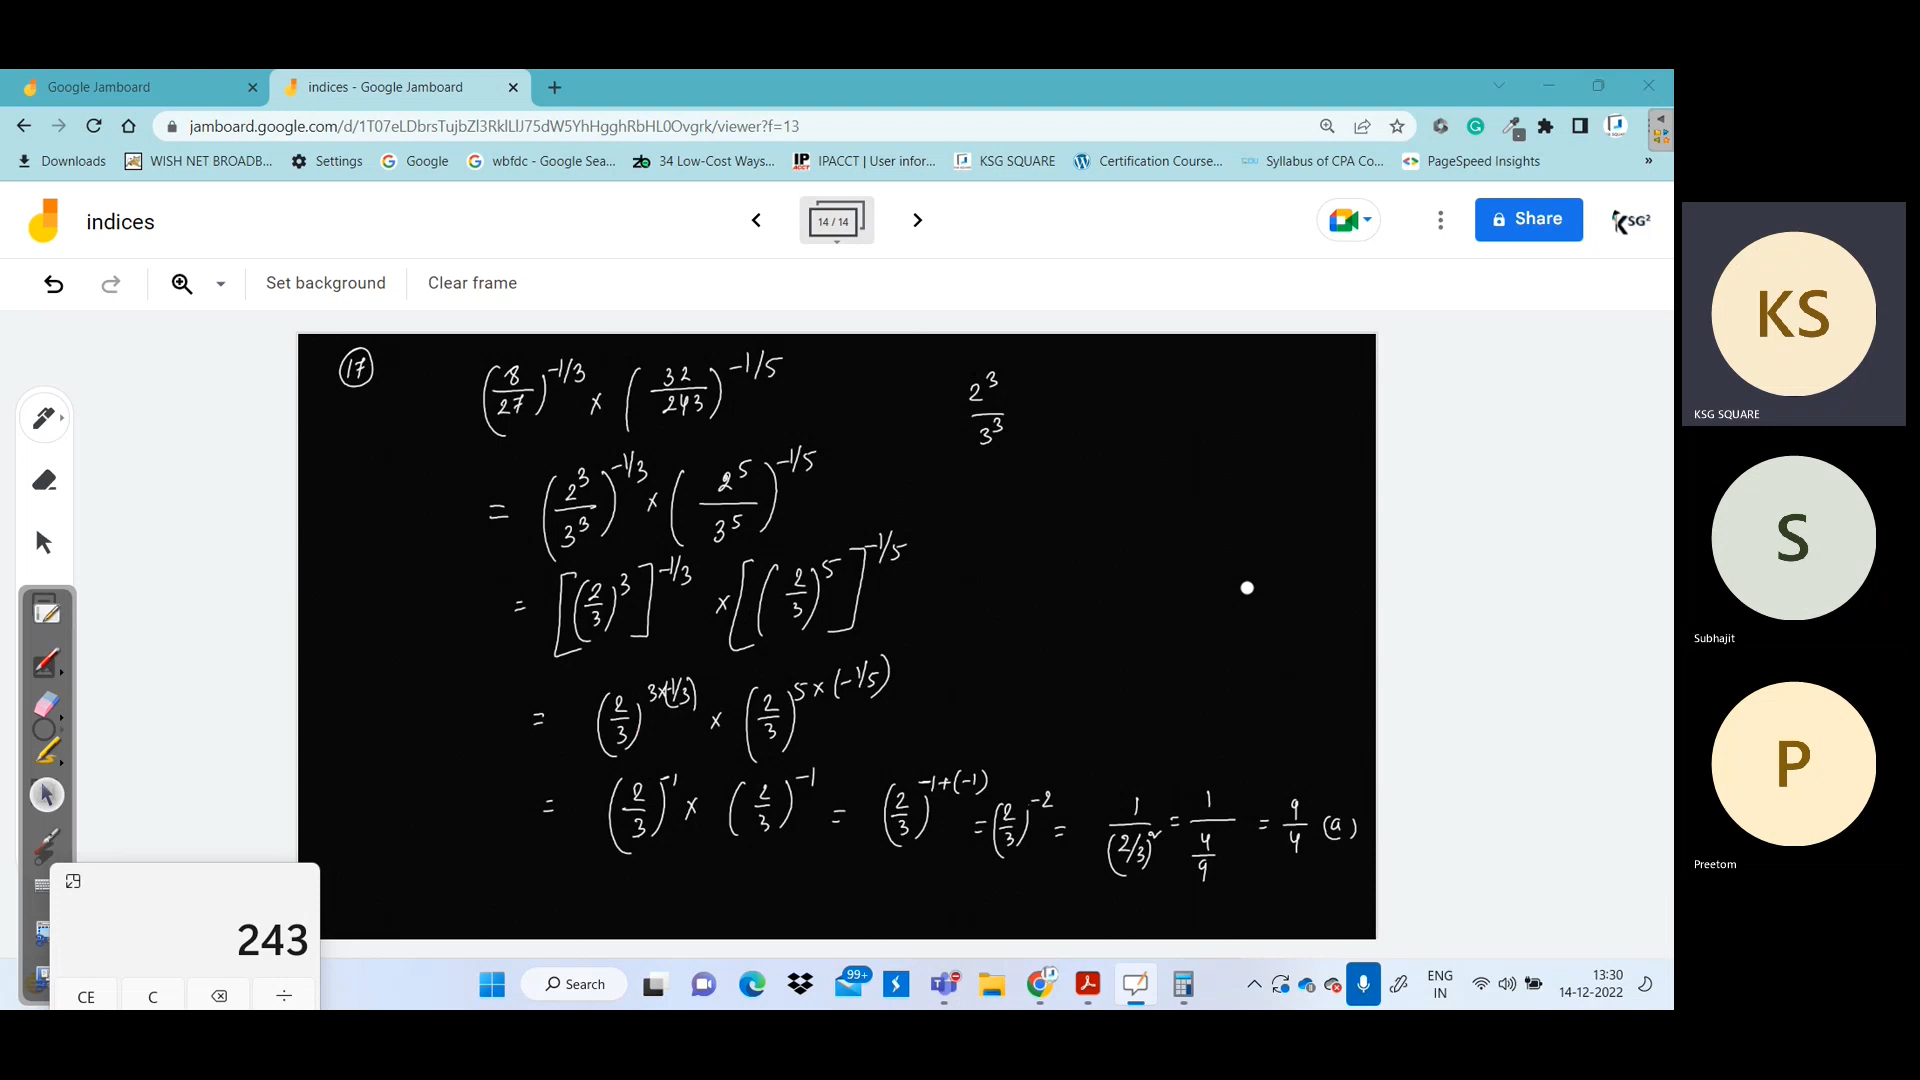 Google Jamboard
indices - Google Jamboard
jamboard.google.com/d/1T07eLDbrsTujbZl3RklLlJ75dW5YhHgghRbHL0Ovgrk/viewer?f=13
Downloads WISH NET BROADB... Settings Google wbfdc - Google Sea... 34 Low-Cost Ways... IPACCT | User infor... KSG SQUARE Certification Course... Syllabus of CPA Co... PageSpeed Insights »
indices
14 / 14
Share
KSG²
Set background Clear frame
(17) (8/27)^-1/3 × (32/243)^-1/5 2^3/3^3
= (2^3/3^3)^-1/3 × (2^5/3^5)^-1/5
= [(2/3)^3]^-1/3 × [(2/3)^5]^-1/5
= (2/3)^3×(-1/3) × (2/3)^5×(-1/5)
= (2/3)^-1 × (2/3)^-1 = (2/3)^-1+(-1) = (2/3)^-2 = 1/(2/3)^2 = 1/(4/9) = 9/4 (a)
243
CE C ÷
Search
99+
ENG
IN
13:30
14-12-2022
KS
KSG SQUARE
S
Subhajit
P
Preetom